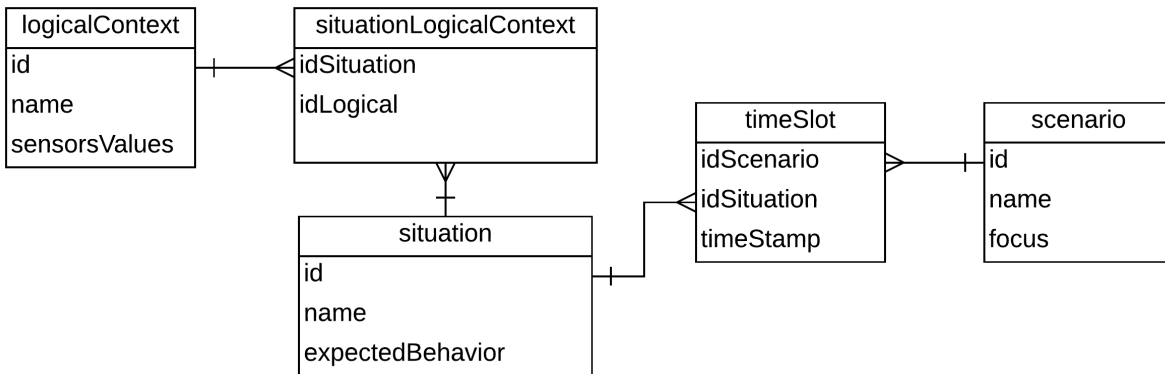 logicalContext
id
name
sensorsValues
situationLogicalContext
idSituation
idLogical
situation
id
name
expectedBehavior
timeSlot
idScenario
idSituation
timeStamp
scenario
id
name
focus